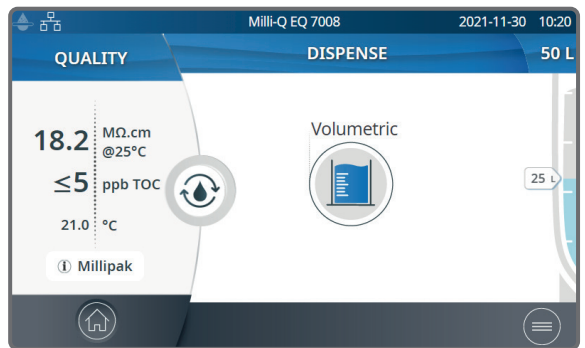 Milli-Q EQ 7008 2021-11-30 10:20
QUALITY DISPENSE 50 L
18.2 MΩ.cm
@25°C
≤5 ppb TOC
21.0 °C
Millipak
Volumetric
25 L